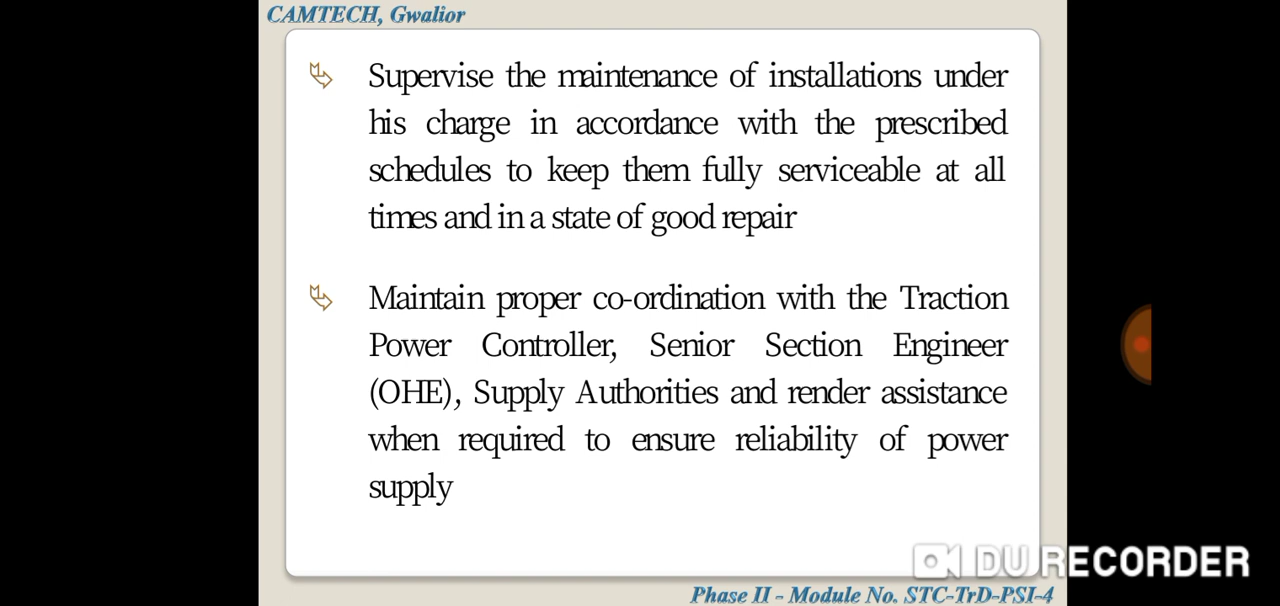 CAMTECH, Gwalior
Supervise the maintenance of installations under
his charge in accordance with the prescribed
schedules to keep them fully serviceable at all
times and in a state of good repair
Maintain proper co-ordination with the Traction
Power Controller, Senior Section Engineer
(OHE), Supply Authorities and render assistance
when required to ensure reliability of power
supply
DU RECORDER
Phase II - Module No. STC-TrD-PSI-4